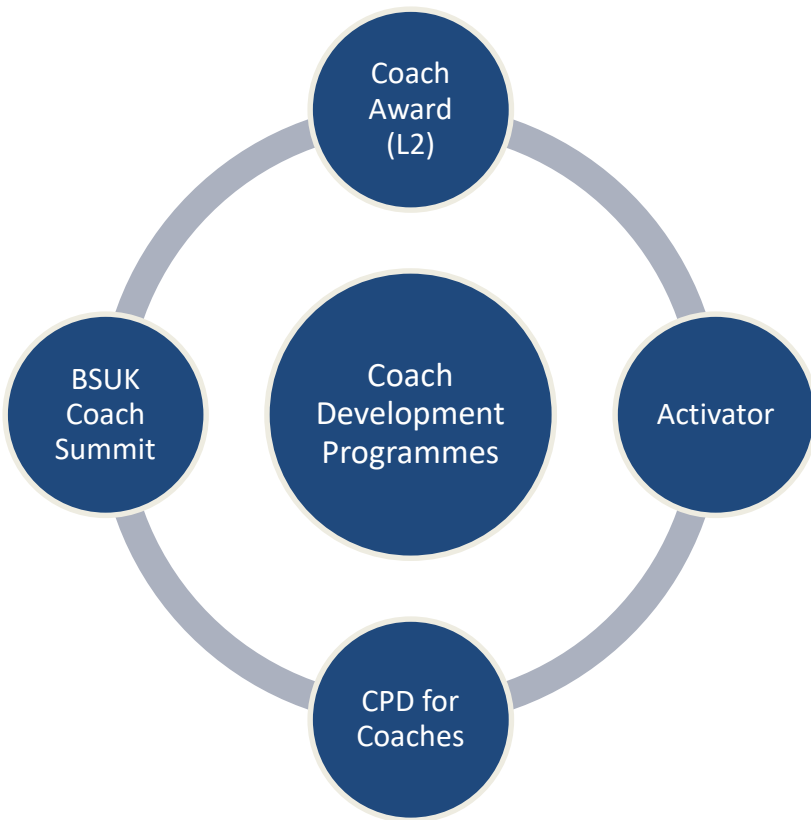 Coach
Award
(L2)
BSUK
Coach
Summit
Coach
Development
Programmes
Activator
CPD for
Coaches